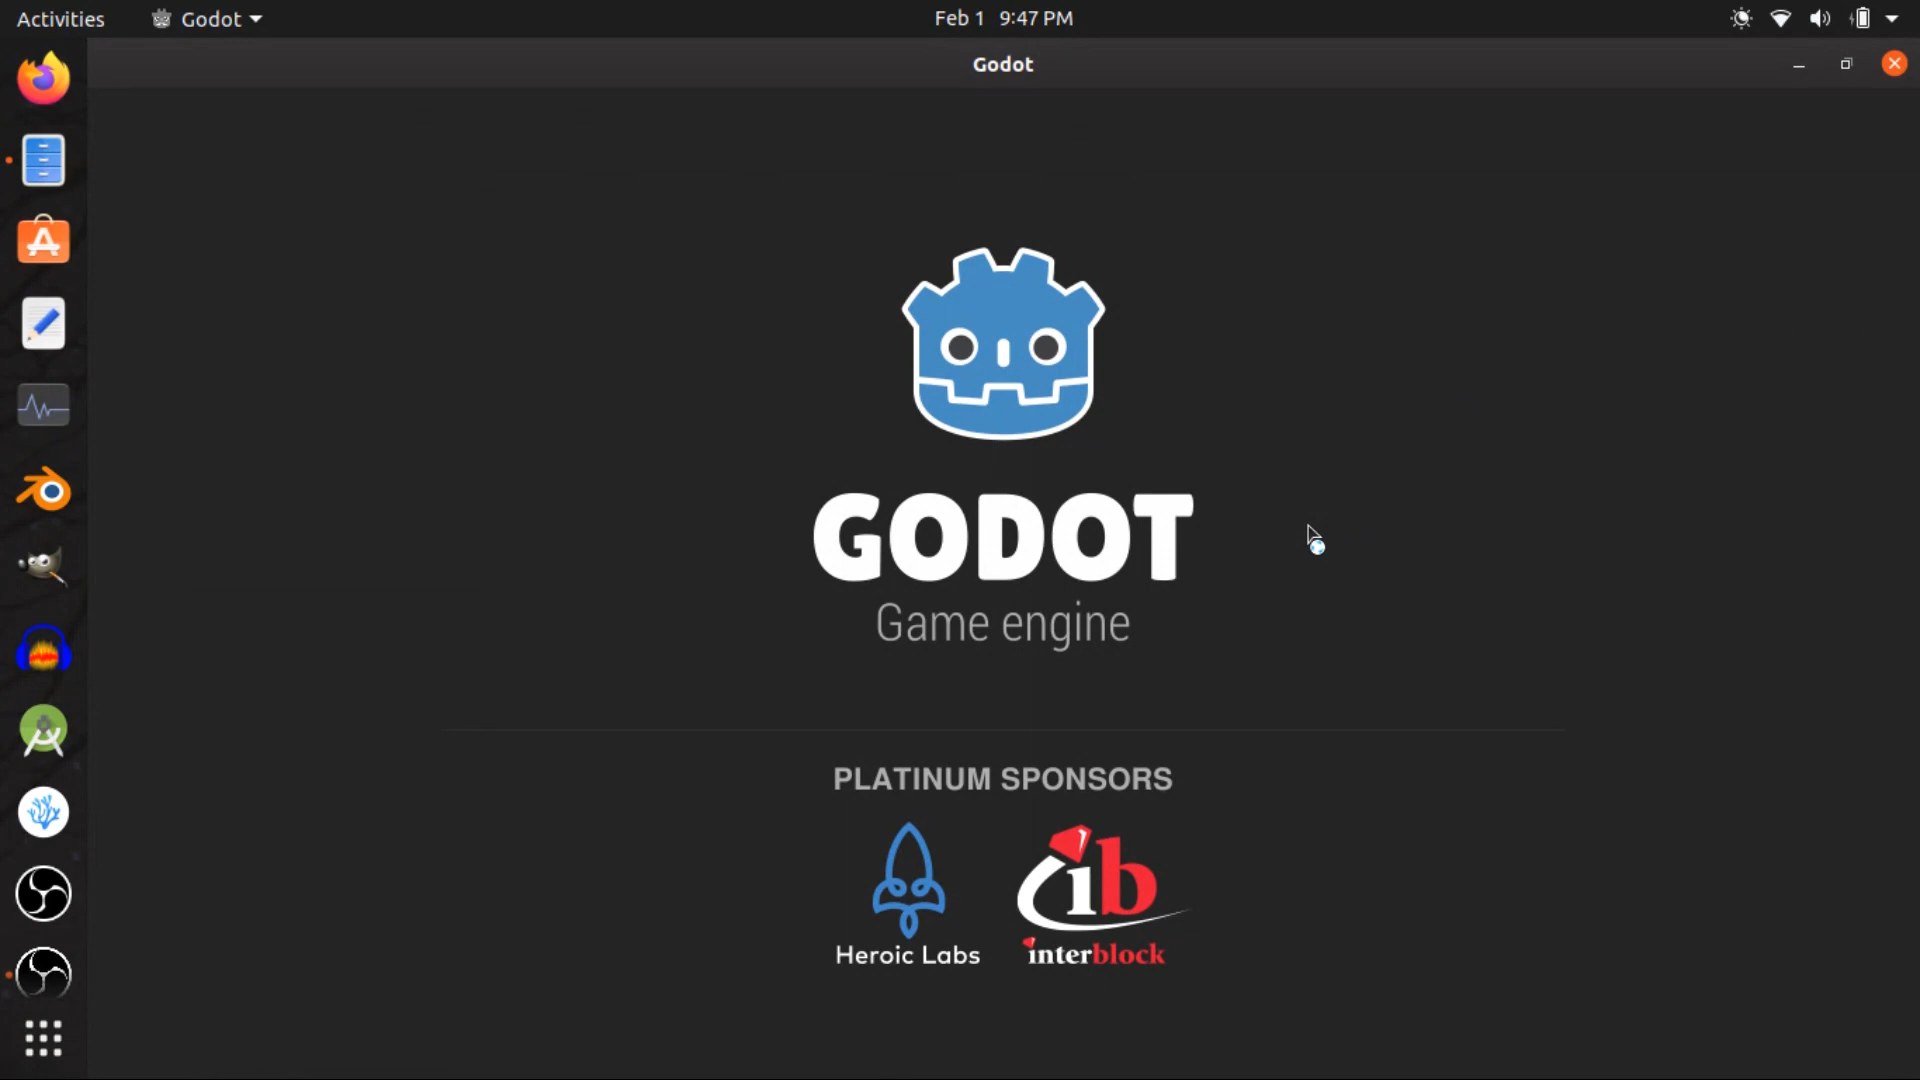 Activities
Godot
Feb 1 9:47 PM
Godot
GODOT
Game engine
PLATINUM SPONSORS
Heroic Labs
ib
interblock